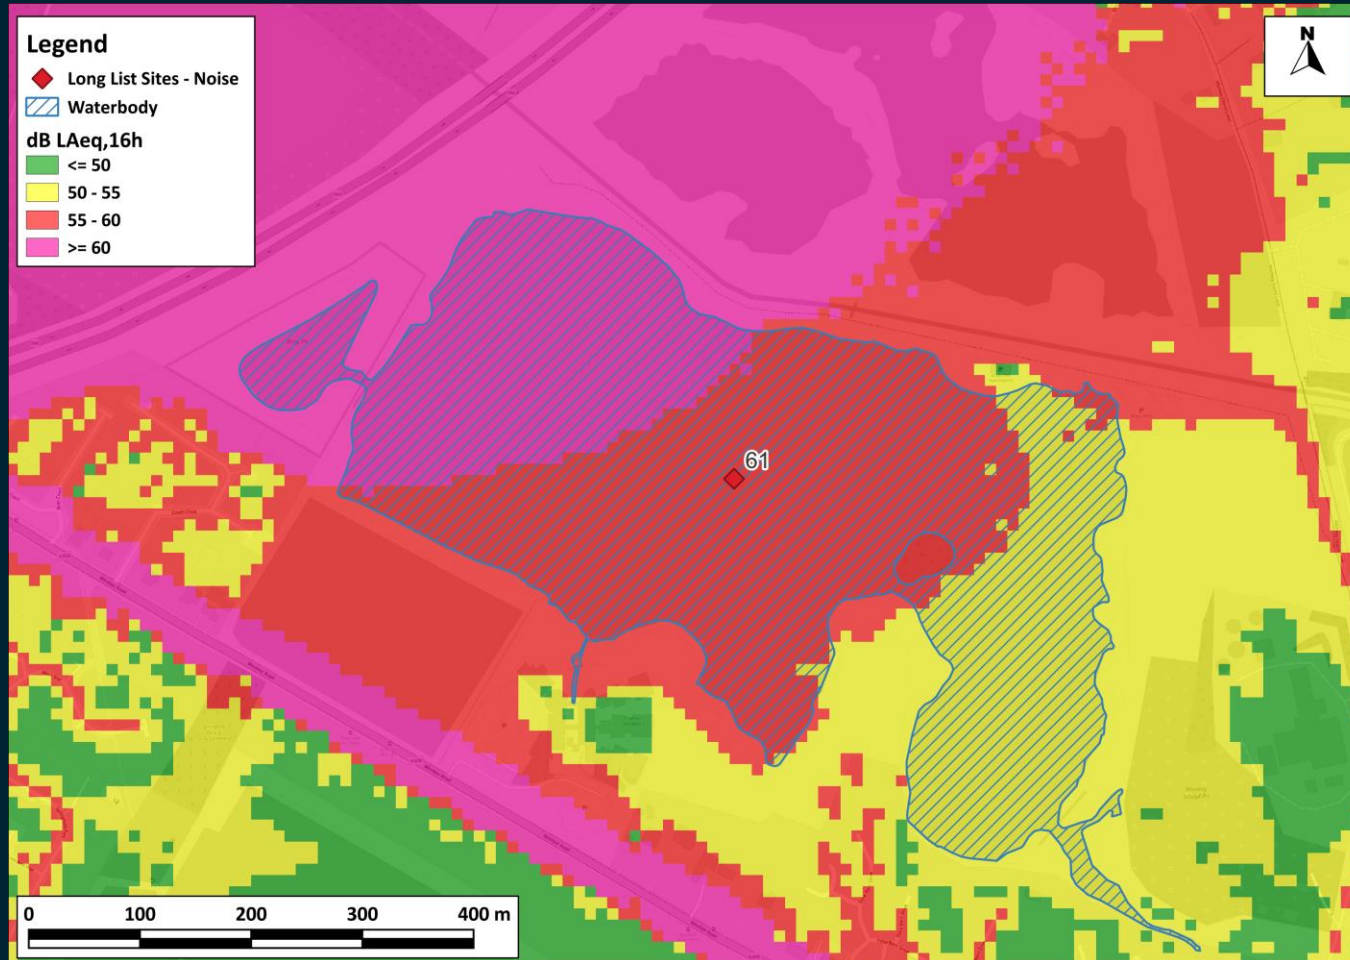 Legend
Long List Sites - Noise
Waterbody
dB LAeq,16h
<= 50
50 - 55
55 - 60
>= 60
N
61
0 100 200 300 400 m